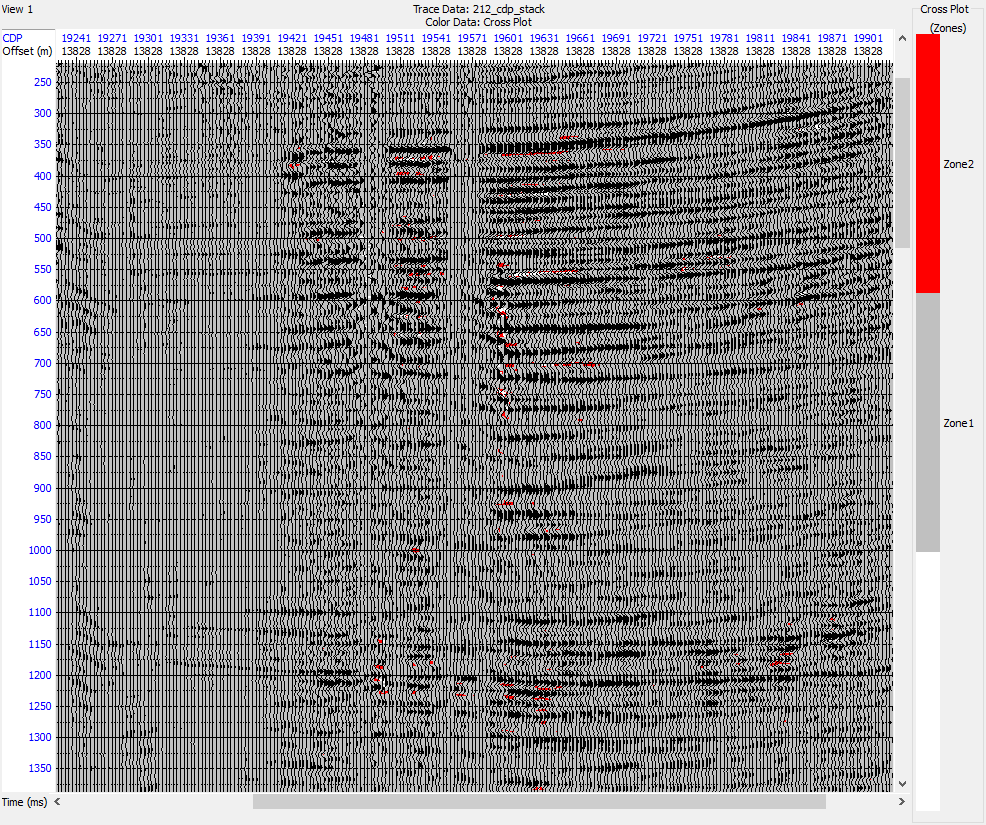 View 1
Trace Data: 212_cdp_stack
Color Data: Cross Plot
Cross Plot
(Zones)
CDP 19241 19271 19301 19331 19361 19391 19421 19451 19481 19511 19541 19571 19601 19631 19661 19691 19721 19751 19781 19811 19841 19871 19901
Offset (m) 13828 13828 13828 13828 13828 13828 13828 13828 13828 13828 13828 13828 13828 13828 13828 13828 13828 13828 13828 13828 13828 13828 13828
250
300
350
Zone2
400
450
500
550
600
650
700
750
800
Zone1
850
900
950
1000
1050
1100
1150
1200
1250
1300
1350
Time (ms)